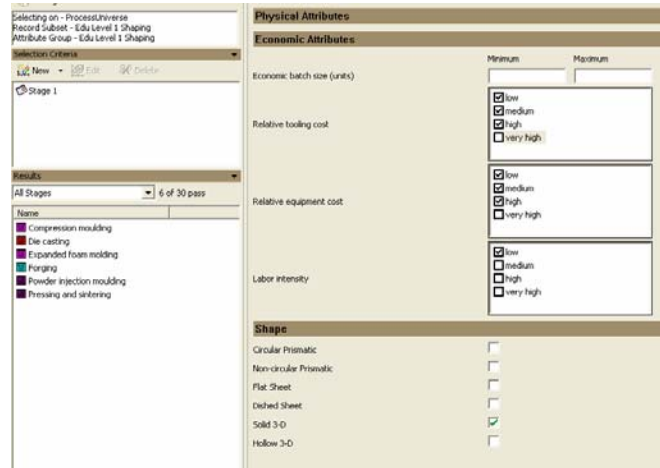 Selecting on - ProcessUniverse
Record Subset - Edu Level 1 Shaping
Attribute Group - Edu Level 1 Shaping
Selection Criteria
New Edit Delete
Stage 1
Results
All Stages 6 of 30 pass
Name
Compression moulding
Die casting
Expanded foam molding
Forging
Powder injection moulding
Pressing and sintering
Physical Attributes
Economic Attributes
Minimum Maximum
Economic batch size (units)
Relative tooling cost
low
medium
high
very high
Relative equipment cost
low
medium
high
very high
Labor intensity
low
medium
high
very high
Shape
Circular Prismatic
Non-circular Prismatic
Flat Sheet
Dished Sheet
Solid 3-D
Hollow 3-D